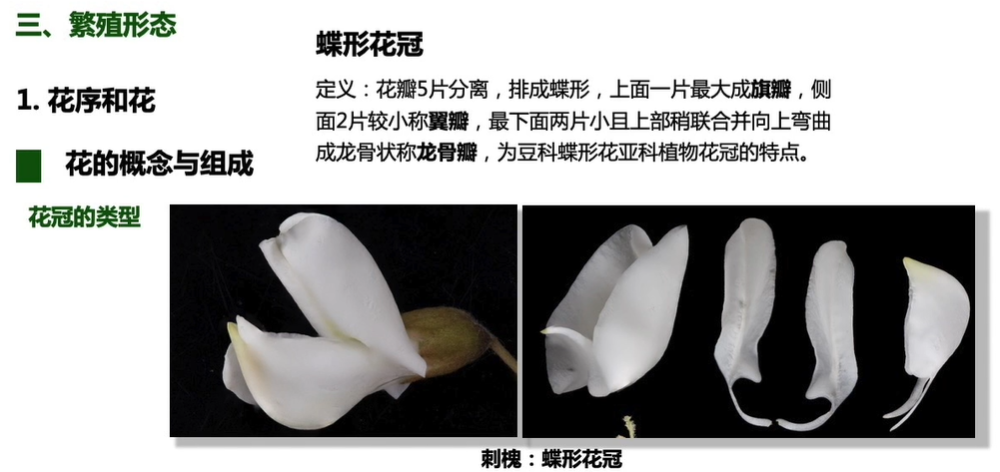 三、繁殖形态
1. 花序和花
花的概念与组成
花冠的类型
蝶形花冠
定义：花瓣5片分离，排成蝶形，上面一片最大成旗瓣，侧
面2片较小称翼瓣，最下面两片小且上部稍联合并向上弯曲
成龙骨状称龙骨瓣，为豆科蝶形花亚科植物花冠的特点。
刺槐：蝶形花冠